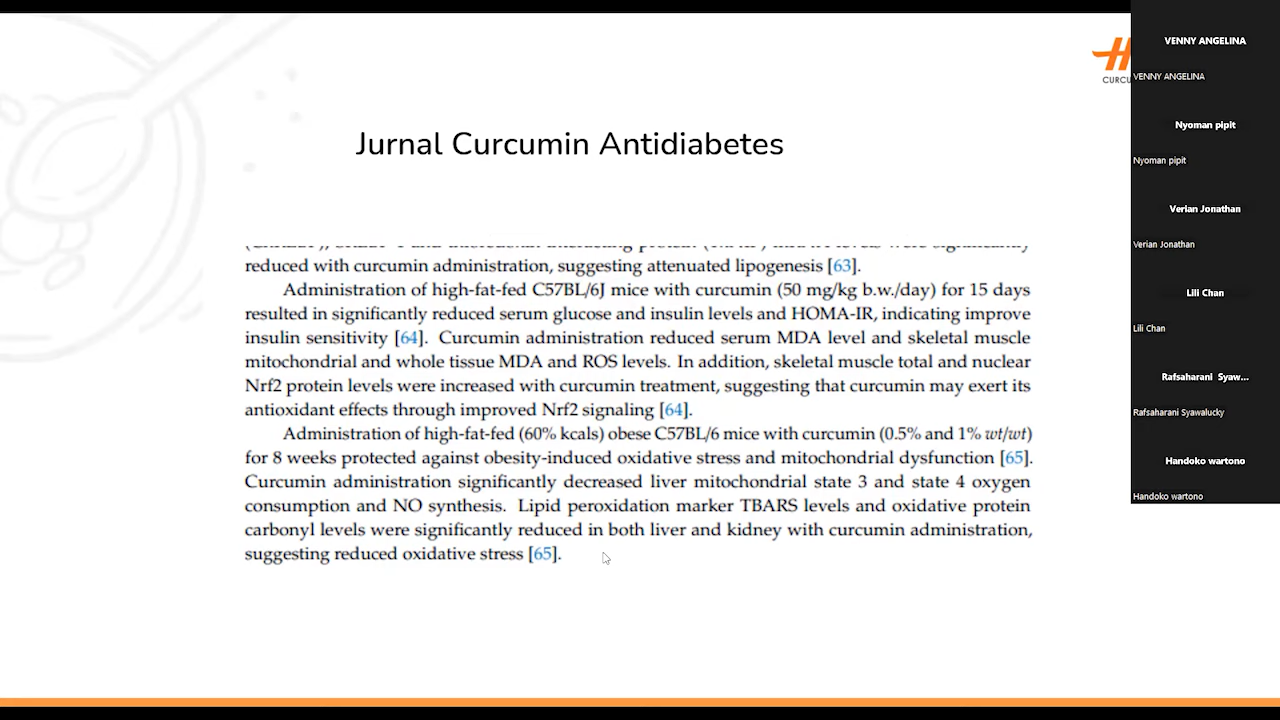 Jurnal Curcumin Antidiabetes
reduced with curcumin administration, suggesting attenuated lipogenesis [63].
Administration of high-fat-fed C57BL/6J mice with curcumin (50 mg/kg b.w./day) for 15 days
resulted in significantly reduced serum glucose and insulin levels and HOMA-IR, indicating improve
insulin sensitivity [64]. Curcumin administration reduced serum MDA level and skeletal muscle
mitochondrial and whole tissue MDA and ROS levels. In addition, skeletal muscle total and nuclear
Nrf2 protein levels were increased with curcumin treatment, suggesting that curcumin may exert its
antioxidant effects through improved Nrf2 signaling [64].
Administration of high-fat-fed (60% kcals) obese C57BL/6 mice with curcumin (0.5% and 1% wt/wt)
for 8 weeks protected against obesity-induced oxidative stress and mitochondrial dysfunction [65].
Curcumin administration significantly decreased liver mitochondrial state 3 and state 4 oxygen
consumption and NO synthesis. Lipid peroxidation marker TBARS levels and oxidative protein
carbonyl levels were significantly reduced in both liver and kidney with curcumin administration,
suggesting reduced oxidative stress [65].
CURCU
VENNY ANGELINA
VENNY ANGELINA
Nyoman pipit
Nyoman pipit
Verian Jonathan
Verian Jonathan
Lili Chan
Lili Chan
Rafsaharani Syaw...
Rafsaharani Syawalucky
Handoko wartono
Handoko wartono